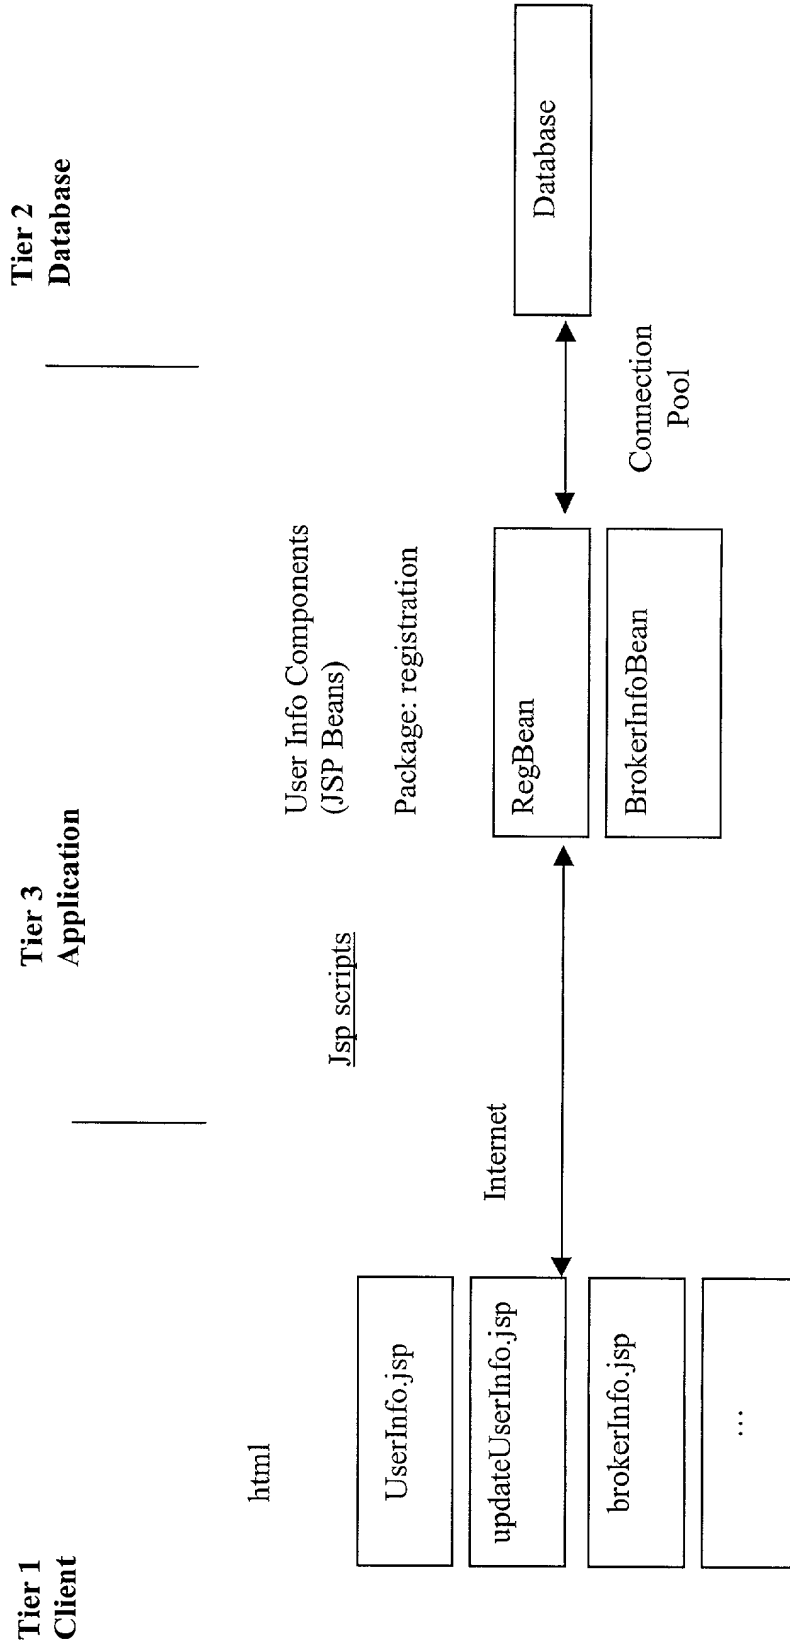 Tier 1
Client
Tier 3
Application
Tier 2
Database
html
Jsp scripts
User Info Components
(JSP Beans)
Package: registration
UserInfo.jsp
updateUserInfo.jsp
brokerInfo.jsp
...
Internet
RegBean
BrokerInfoBean
Connection
Pool
Database